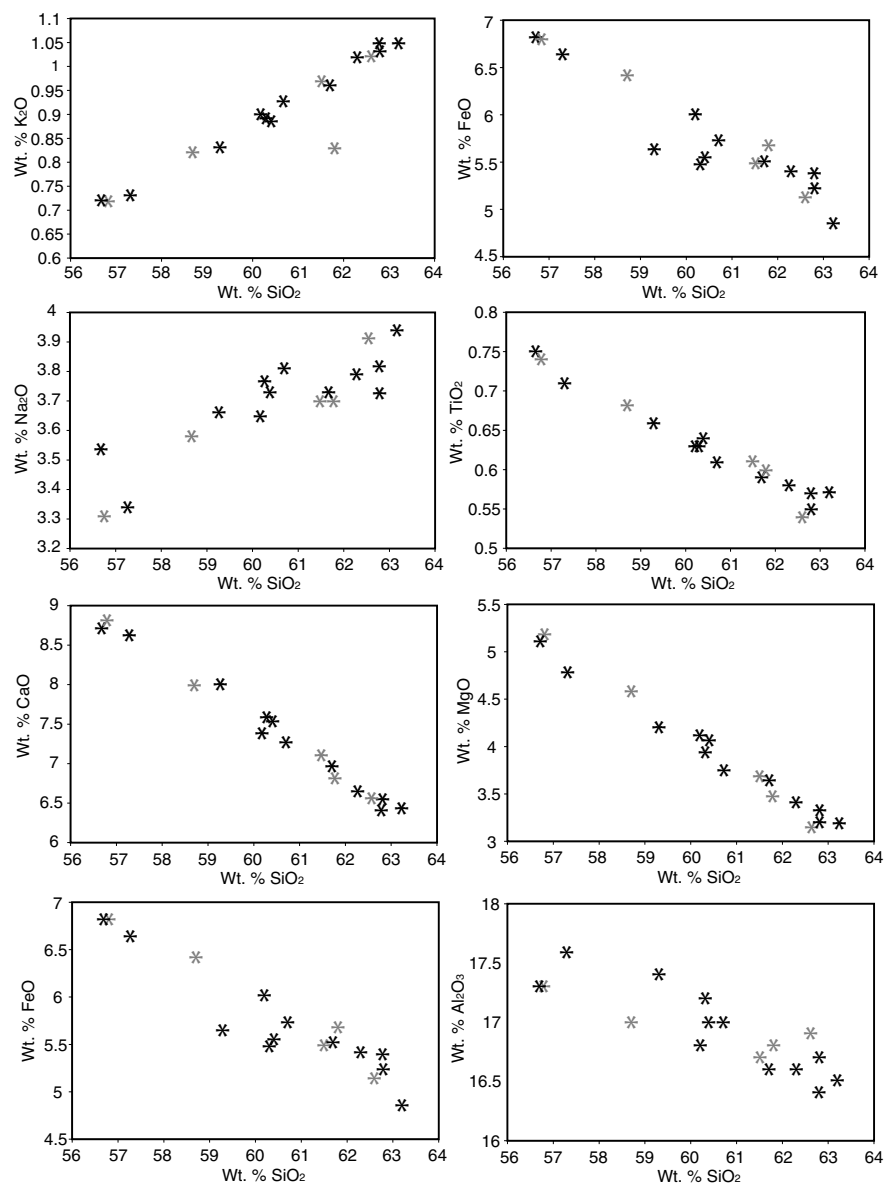 1.1
1.05
1
0.95
0.9
0.85
0.8
0.75
0.7
0.65
0.6
Wt. % K₂O
56 57 58 59 60 61 62 63 64
Wt. % SiO₂
7
6.5
6
5.5
5
4.5
Wt. % FeO
56 57 58 59 60 61 62 63 64
Wt. % SiO₂
4
3.9
3.8
3.7
3.6
3.5
3.4
3.3
3.2
Wt. % Na₂O
56 57 58 59 60 61 62 63 64
Wt. % SiO₂
0.8
0.75
0.7
0.65
0.6
0.55
0.5
Wt. % TiO₂
56 57 58 59 60 61 62 63 64
Wt. % SiO₂
9
8.5
8
7.5
7
6.5
6
Wt. % CaO
56 57 58 59 60 61 62 63 64
Wt. % SiO₂
5.5
5
4.5
4
3.5
3
Wt. % MgO
56 57 58 59 60 61 62 63 64
Wt. % SiO₂
7
6.5
6
5.5
5
4.5
Wt. % FeO
56 57 58 59 60 61 62 63 64
Wt. % SiO₂
18
17.5
17
16.5
16
Wt. % Al₂O₃
56 57 58 59 60 61 62 63 64
Wt. % SiO₂